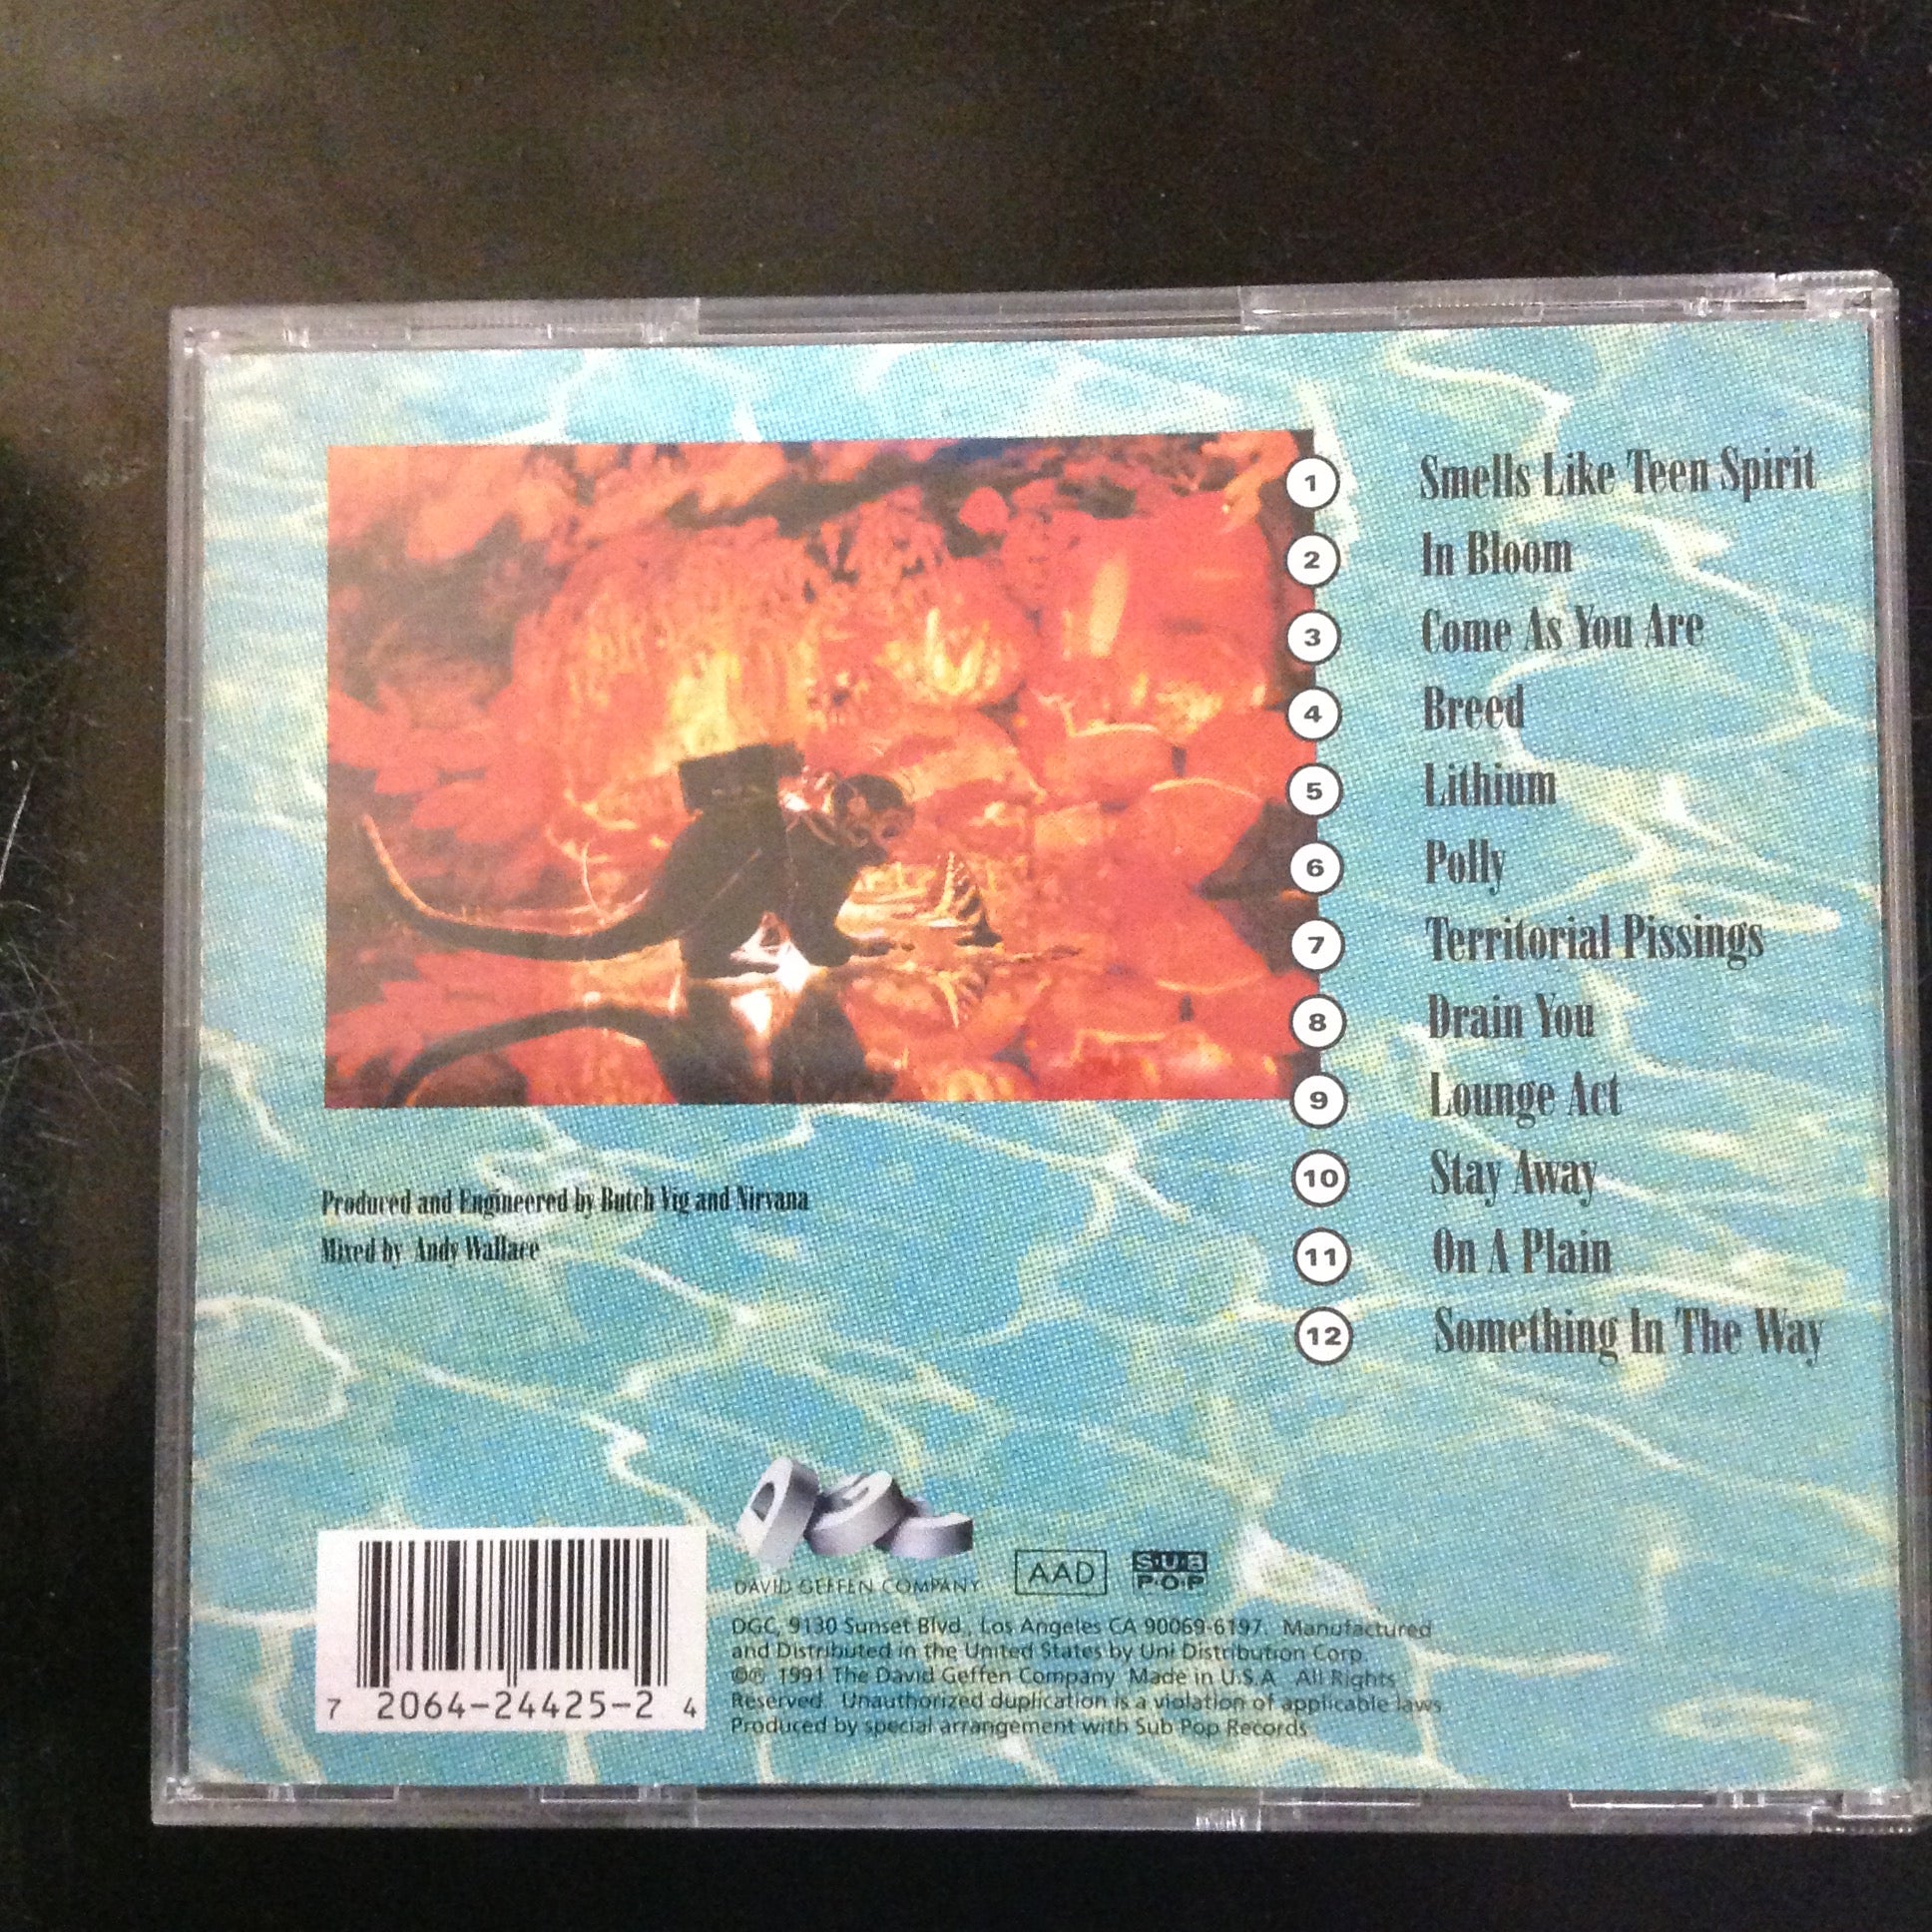 1 Smells Like Teen Spirit
2 In Bloom
3 Come As You Are
4 Breed
5 Lithium
6 Polly
7 Territorial Pissings
8 Drain You
9 Lounge Act
10 Stay Away
11 On A Plain
12 Something In The Way
Produced and Engineered by Butch Vig and Nirvana
Mixed by Andy Wallace
DGC
DAVID GEFFEN COMPANY
AAD
SUB
P·O·P
DGC, 9130 Sunset Blvd., Los Angeles CA 90069-6197. Manufactured
and Distributed in the United States by Uni Distribution Corp.
©℗ 1991 The David Geffen Company Made in U.S.A. All Rights
Reserved. Unauthorized duplication is a violation of applicable laws.
Produced by special arrangement with Sub Pop Records
7 2064-24425-2 4